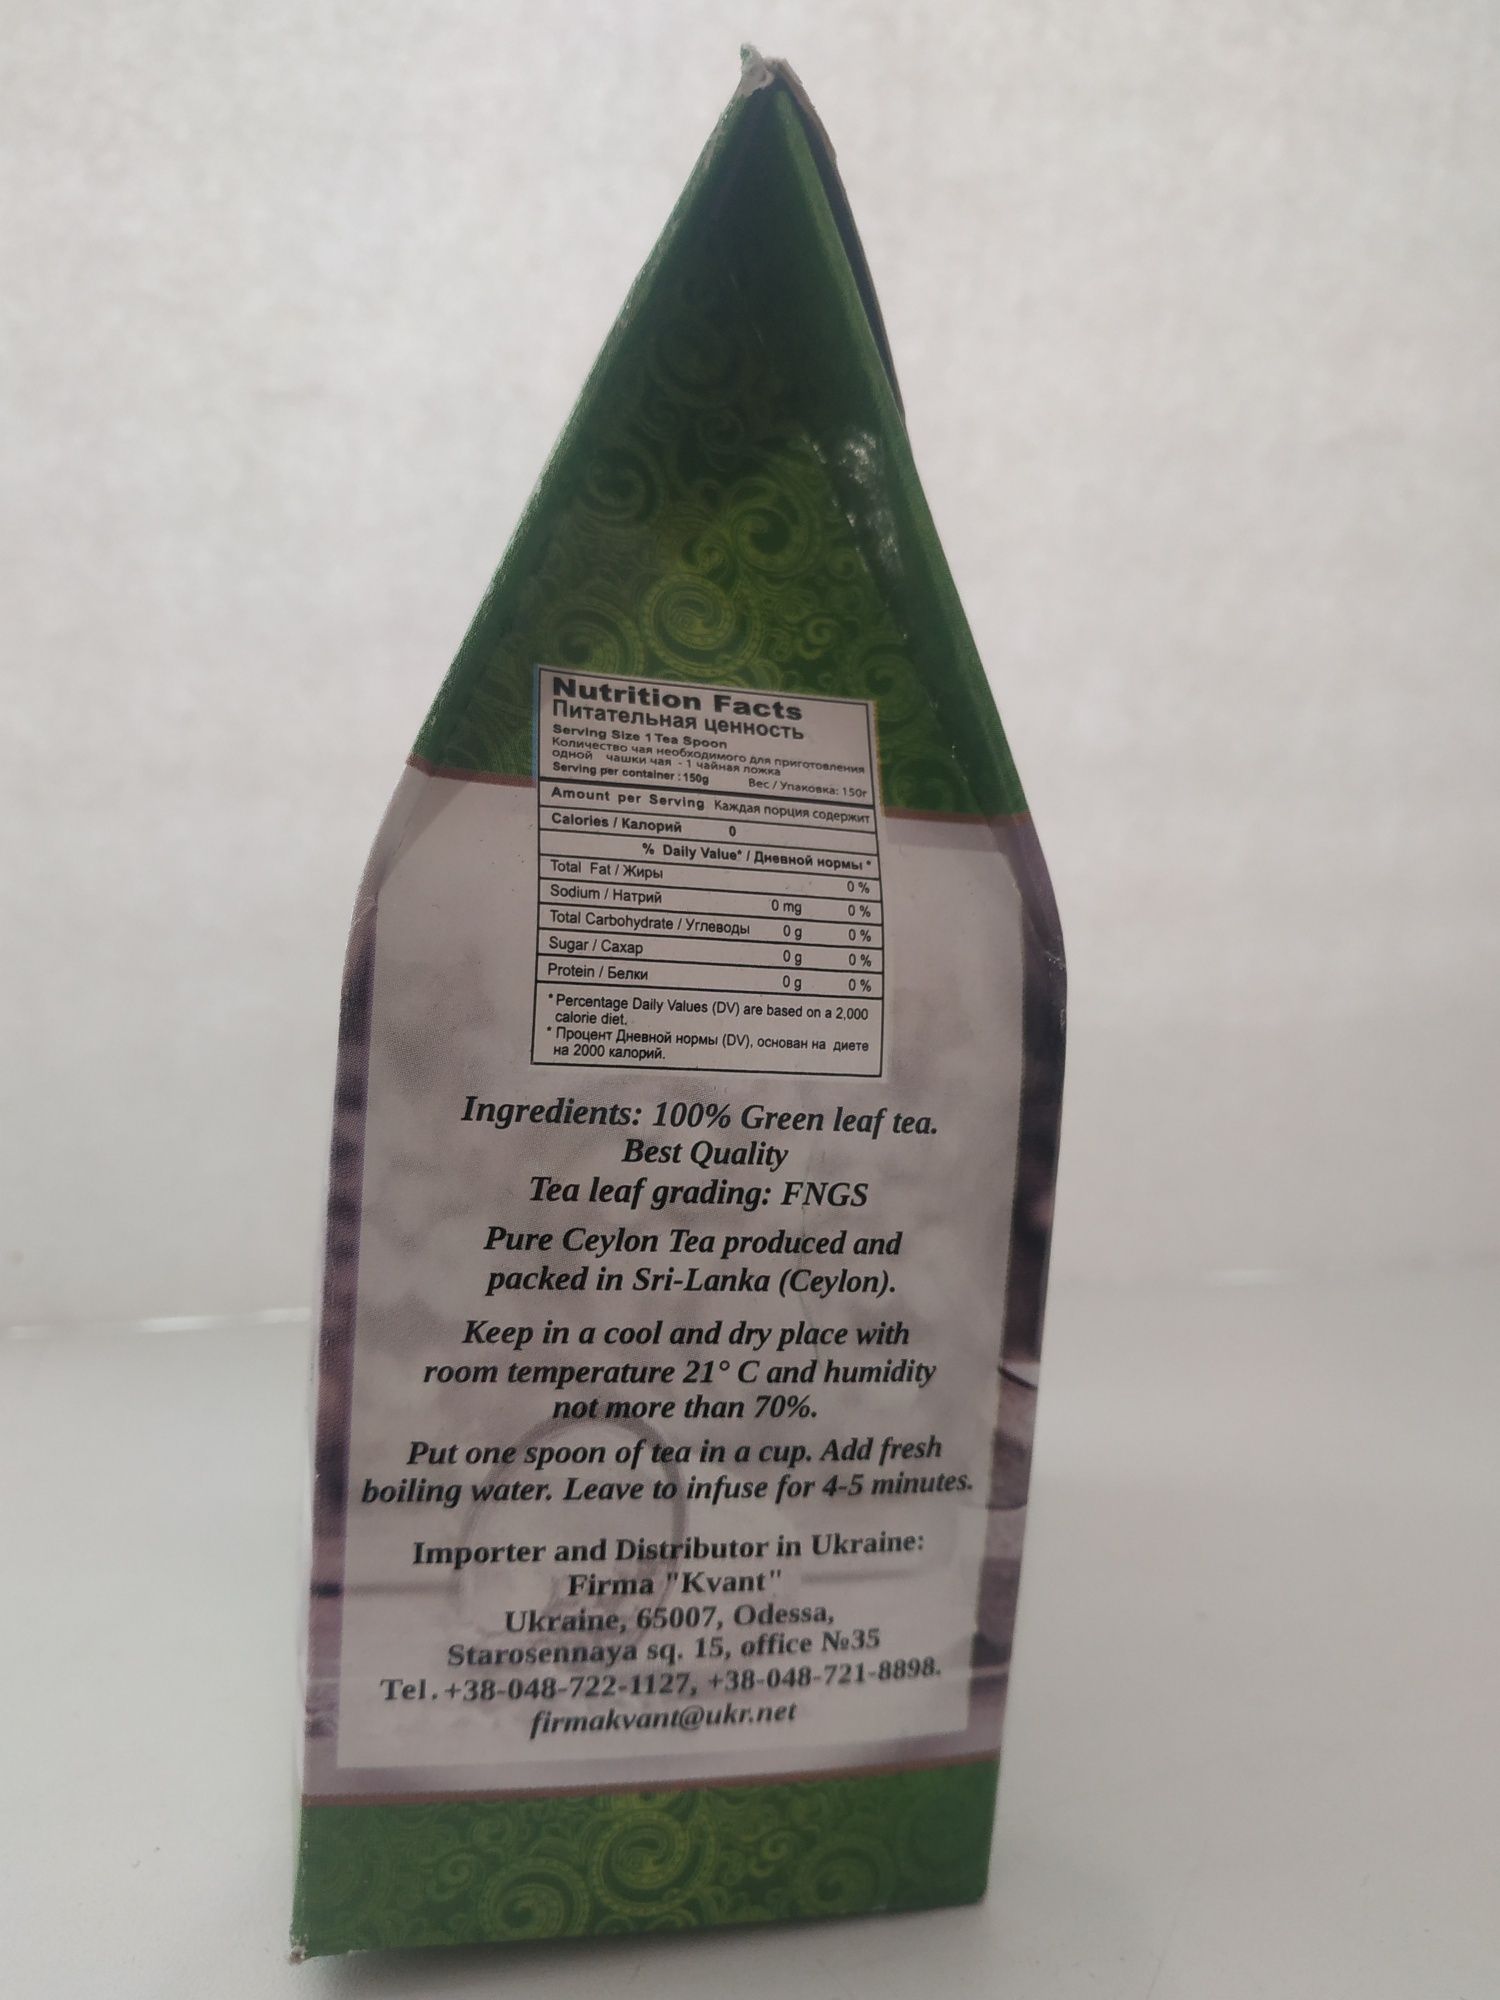 Nutrition Facts
Питательная ценность
Serving Size 1 Tea Spoon
Количество чая необходимого для приготовления
одной чашки чая - 1 чайная ложка
Serving per container : 150g Вес / Упаковка: 150г
Amount per Serving Каждая порция содержит
Calories / Калорий 0
% Daily Value* / Дневной нормы *
Total Fat / Жиры 0 %
Sodium / Натрий 0 mg 0 %
Total Carbohydrate / Углеводы 0 g 0 %
Sugar / Сахар 0 g 0 %
Protein / Белки 0 g 0 %
* Percentage Daily Values (DV) are based on a 2,000
calorie diet.
* Процент Дневной нормы (DV), основан на диете
на 2000 калорий.
Ingredients: 100% Green leaf tea.
Best Quality
Tea leaf grading: FNGS
Pure Ceylon Tea produced and
packed in Sri-Lanka (Ceylon).
Keep in a cool and dry place with
room temperature 21° C and humidity
not more than 70%.
Put one spoon of tea in a cup. Add fresh
boiling water. Leave to infuse for 4-5 minutes.
Importer and Distributor in Ukraine:
Firma "Kvant"
Ukraine, 65007, Odessa,
Starosennaya sq. 15, office №35
Tel.+38-048-722-1127, +38-048-721-8898.
firmakvant@ukr.net